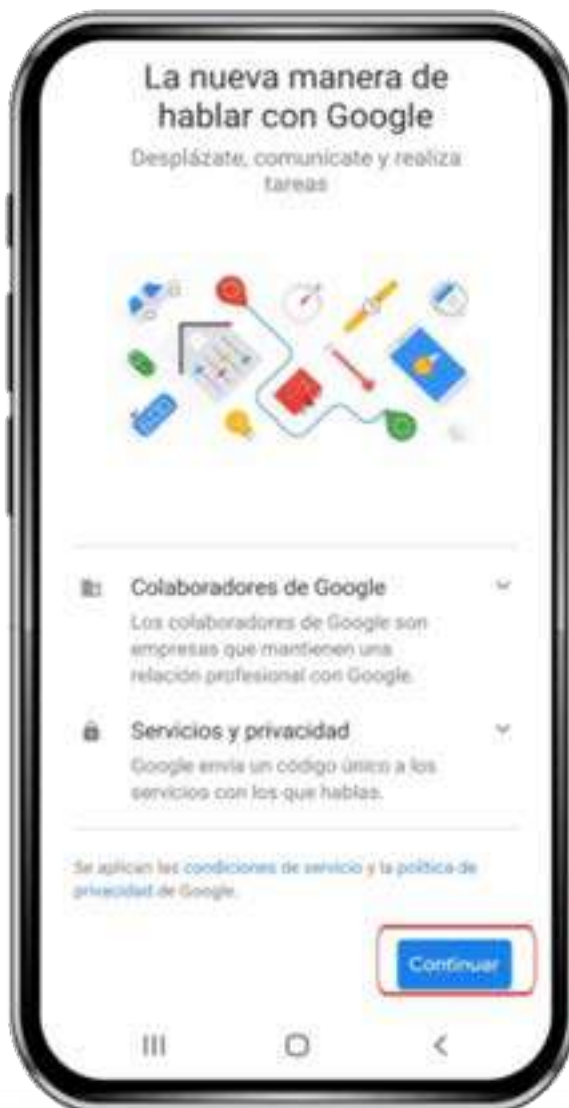 La nueva manera de
hablar con Google
Desplázate, comunícate y realiza
tareas
Colaboradores de Google
Los colaboradores de Google son
empresas que mantienen una
relación profesional con Google.
Servicios y privacidad
Google envía un código único a los
servicios con los que hablas.
Se aplican las condiciones de servicio y la política de
privacidad de Google.
Continuar